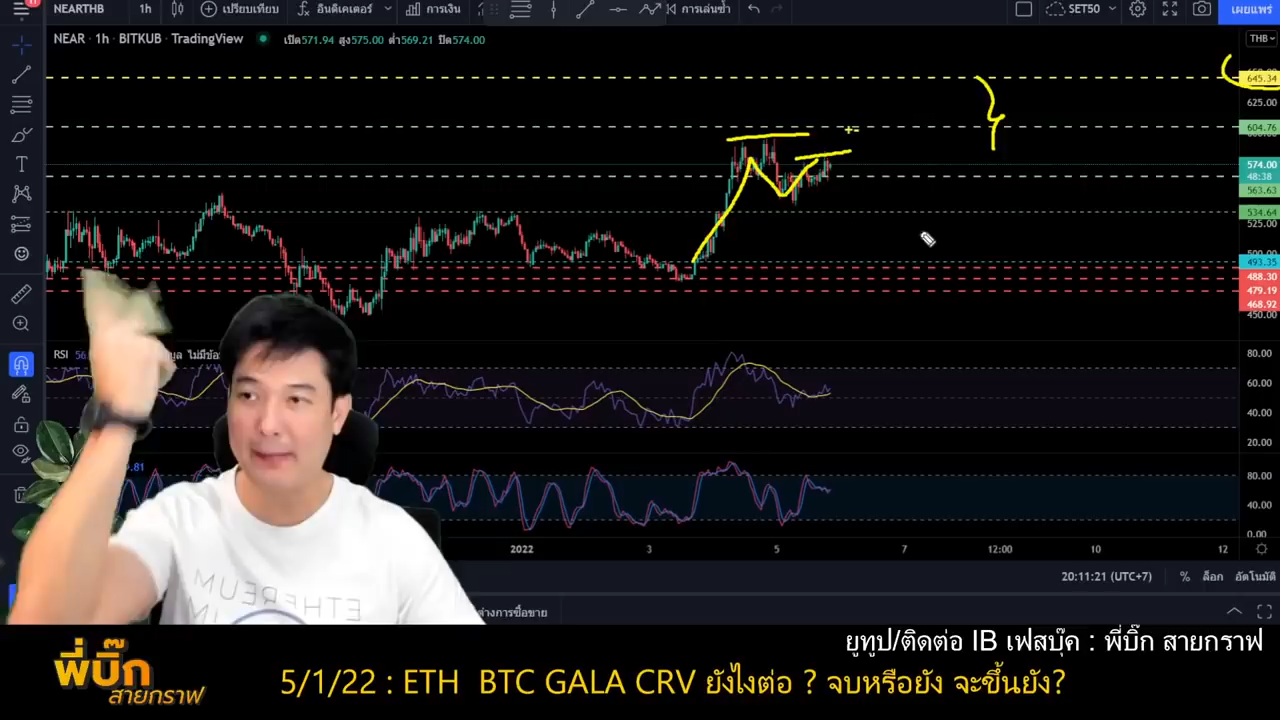 11
NEARTHB 1h เปรียบเทียบ อินดิเคเตอร์ การเงิน การเล่นซ้ำ SET50 เผยแพร่
NEAR · 1h · BITKUB · TradingView เปิด571.94 สูง575.00 ต่ำ569.21 ปิด574.00
THB
645.34
625.00
604.76
574.00
48:38
563.63
534.64
525.00
493.35
488.30
479.19
468.92
450.00
RSI
80.00
60.00
40.00
20.00
9.81
80.00
40.00
0.00
2022 3 5 7 12:00 10 12
20:11:21 (UTC+7) % ล็อก อัตโนมัติ
ETHEREUM
ยูทูป/ติดต่อ IB เฟสบุ๊ค : พี่บิ๊ก สายกราฟ
พี่บิ๊ก
สายกราฟ
5/1/22 : ETH BTC GALA CRV ยังไงต่อ ? จบหรือยัง จะขึ้นยัง?